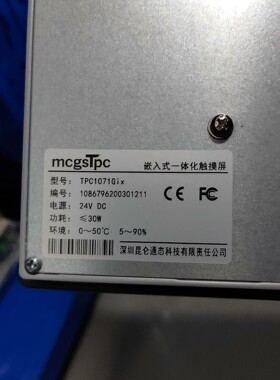 mcgsTpc 嵌入式一体化触摸屏
型号: TPC1071Gix
编号: 1086796200301211
电源: 24V DC
功耗: ≤30W
环境: 0～50℃ 5～90%
CE FC
深圳昆仑通态科技有限责任公司